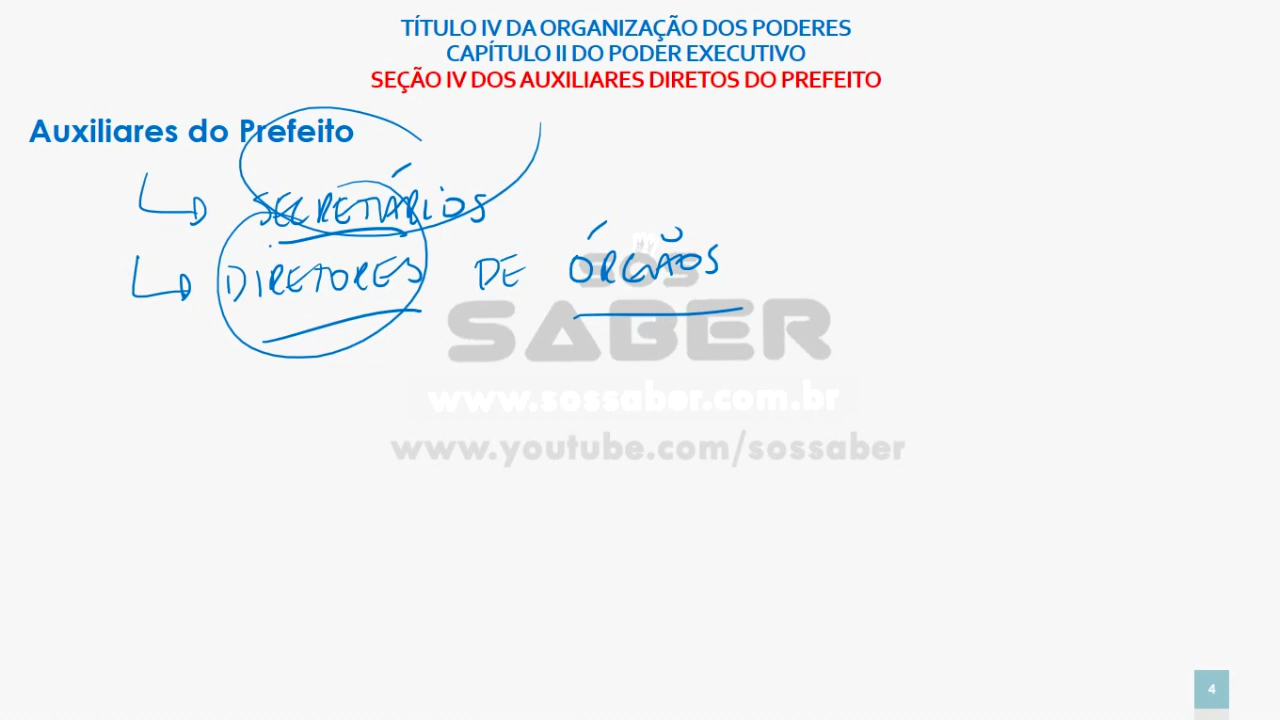 TÍTULO IV DA ORGANIZAÇÃO DOS PODERES
CAPÍTULO II DO PODER EXECUTIVO
SEÇÃO IV DOS AUXILIARES DIRETOS DO PREFEITO
Auxiliares do Prefeito
SECRETÁRIOS
DIRETORES DE ÓRGÃOS
SOS
SABER
www.sossaber.com.br
www.youtube.com/sossaber
4